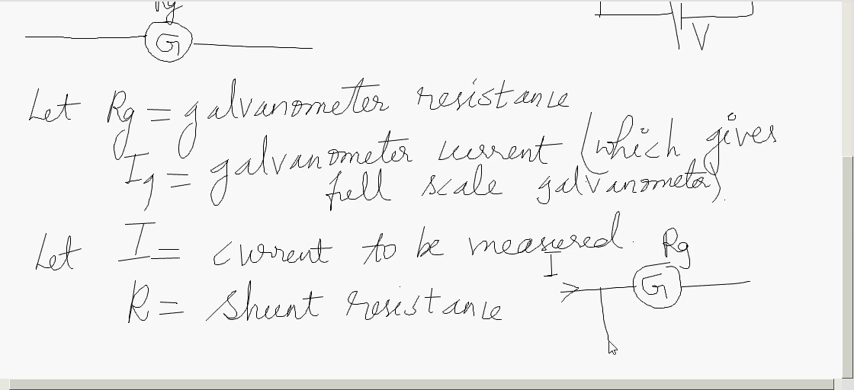 Rg
G
V
Let Rg = galvanometer resistance
Ig = galvanometer current (which gives
full scale galvanometer)
Let I = current to be measured.
R = Shunt resistance
I
Rg
G